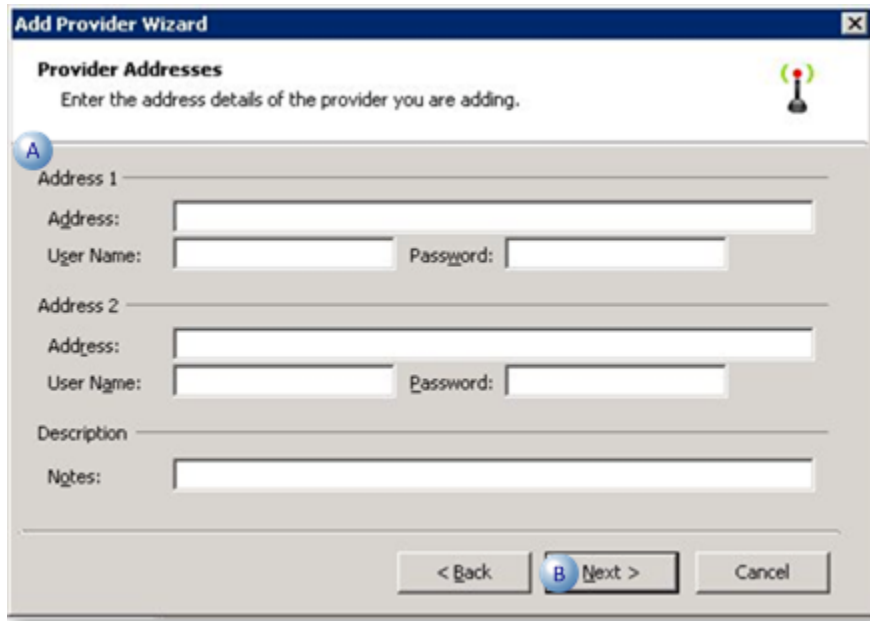 Add Provider Wizard
Provider Addresses
Enter the address details of the provider you are adding.
A
Address 1
Address:
User Name: Password:
Address 2
Address:
User Name: Password:
Description
Notes:
< Back B Next > Cancel